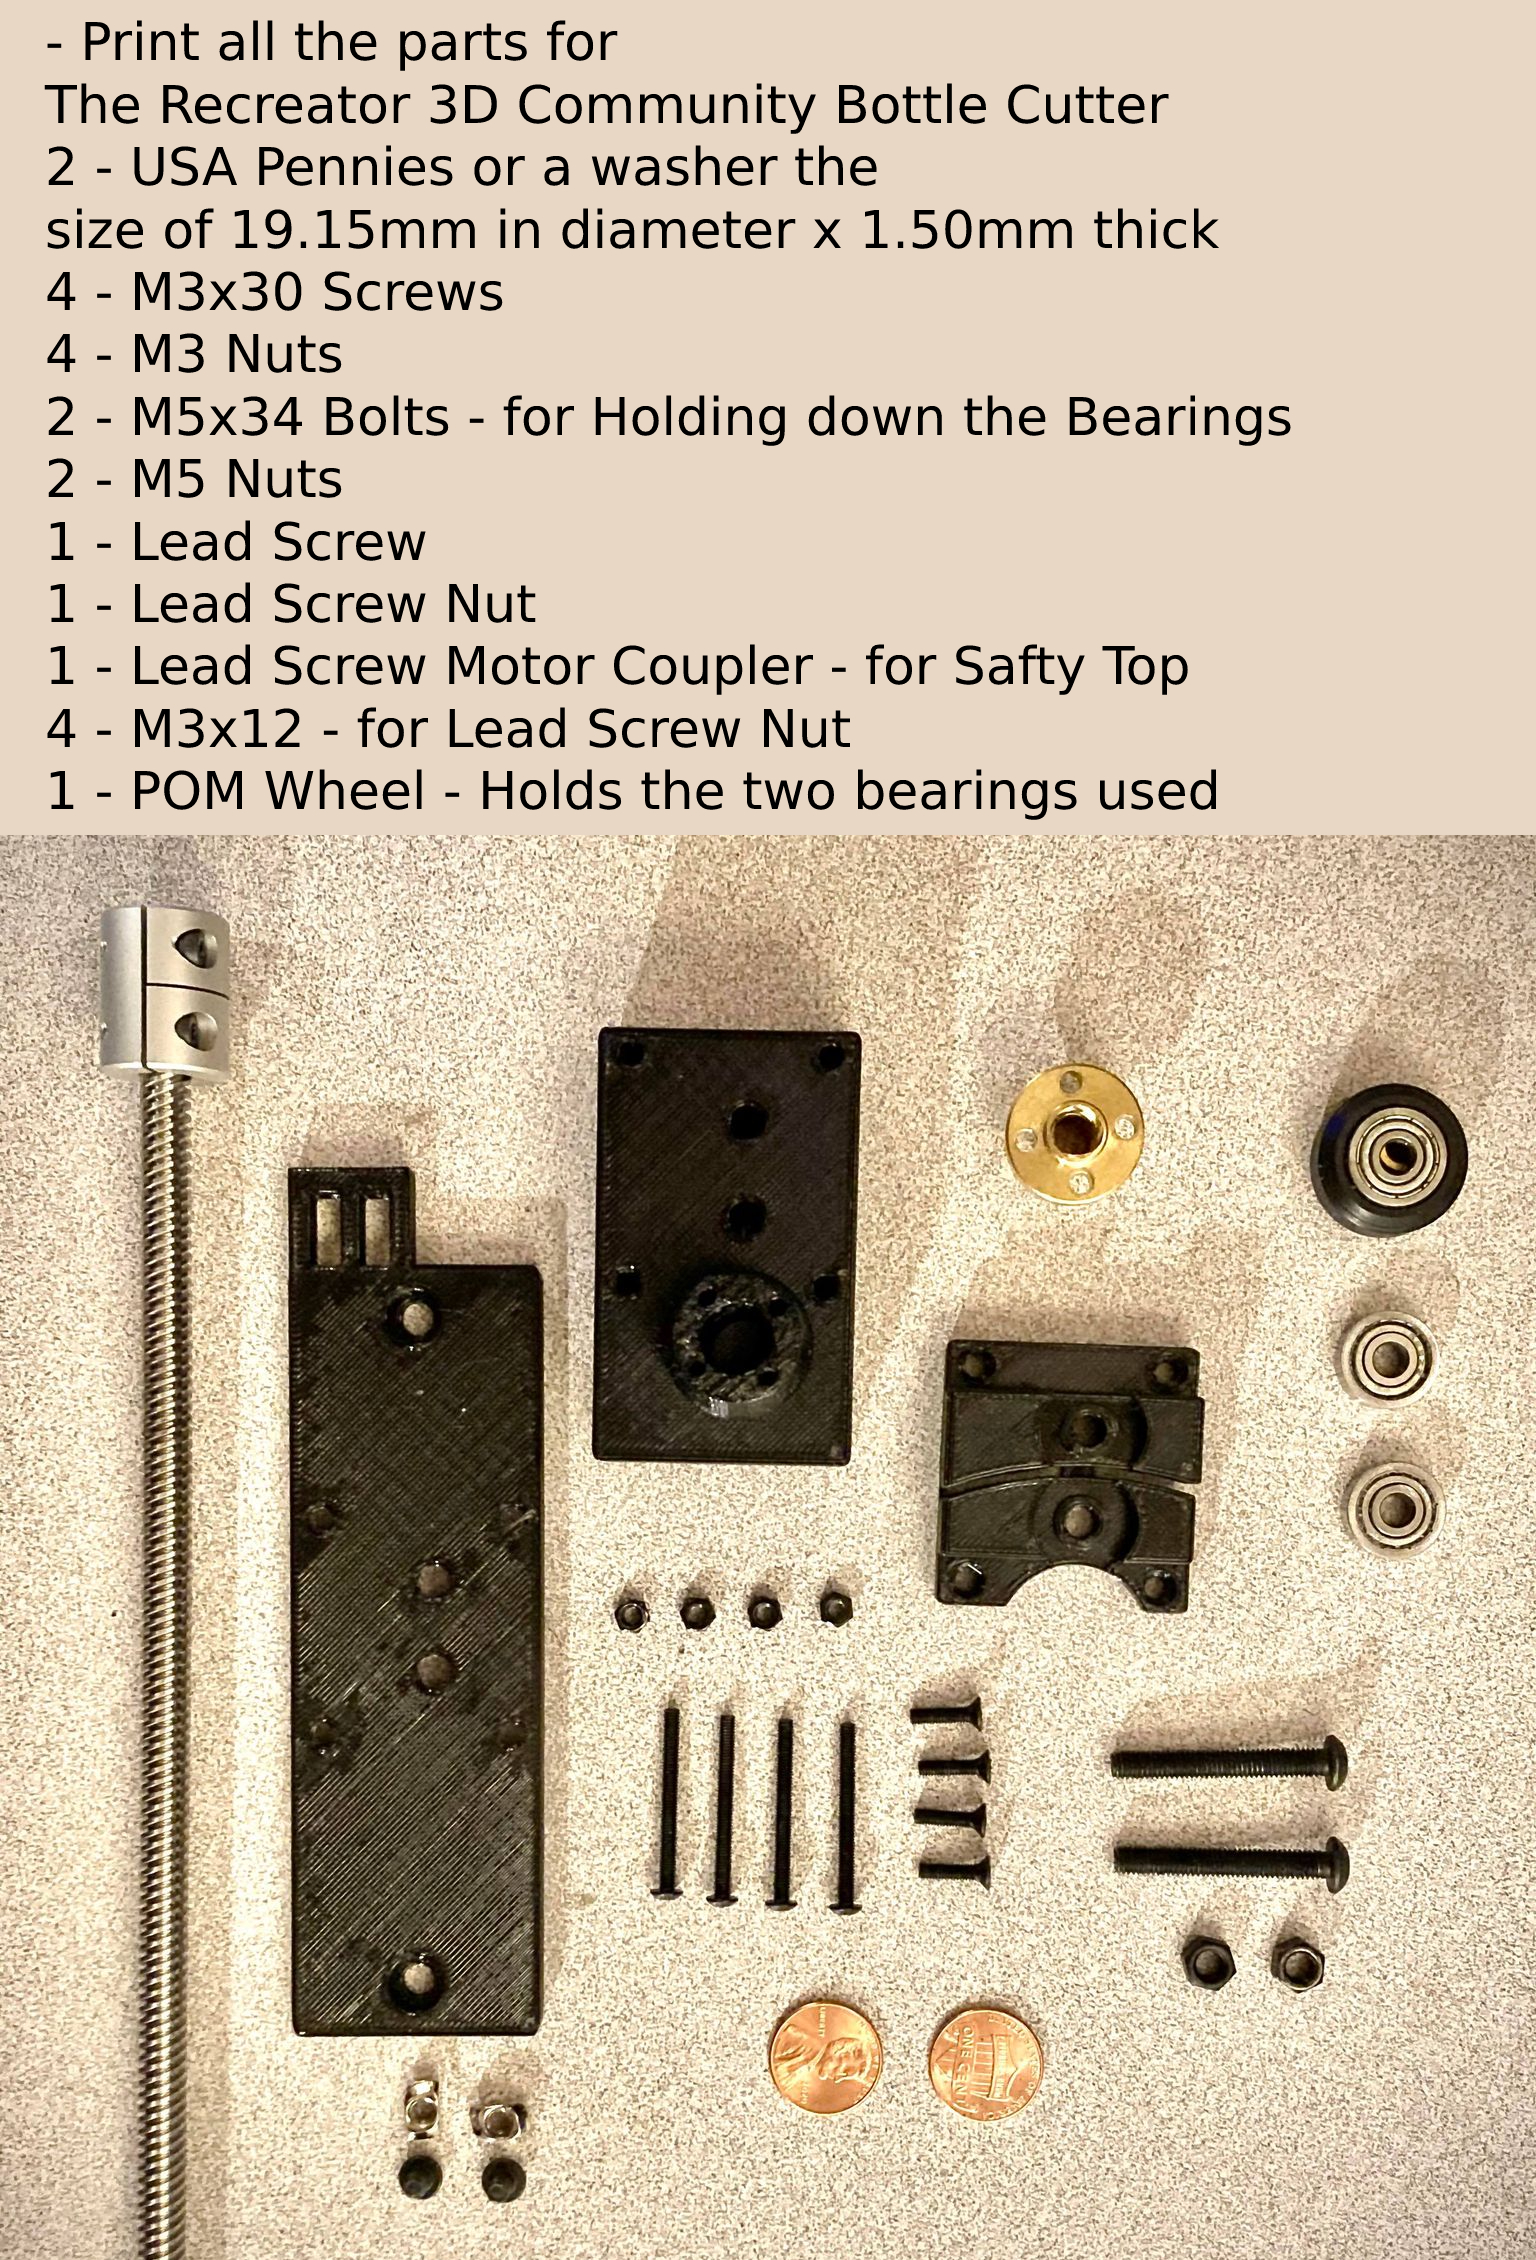 - Print all the parts for
The Recreator 3D Community Bottle Cutter
2 - USA Pennies or a washer the
size of 19.15mm in diameter x 1.50mm thick
4 - M3x30 Screws
4 - M3 Nuts
2 - M5x34 Bolts - for Holding down the Bearings
2 - M5 Nuts
1 - Lead Screw
1 - Lead Screw Nut
1 - Lead Screw Motor Coupler - for Safty Top
4 - M3x12 - for Lead Screw Nut
1 - POM Wheel - Holds the two bearings used
LIBERTY
ONE CENT